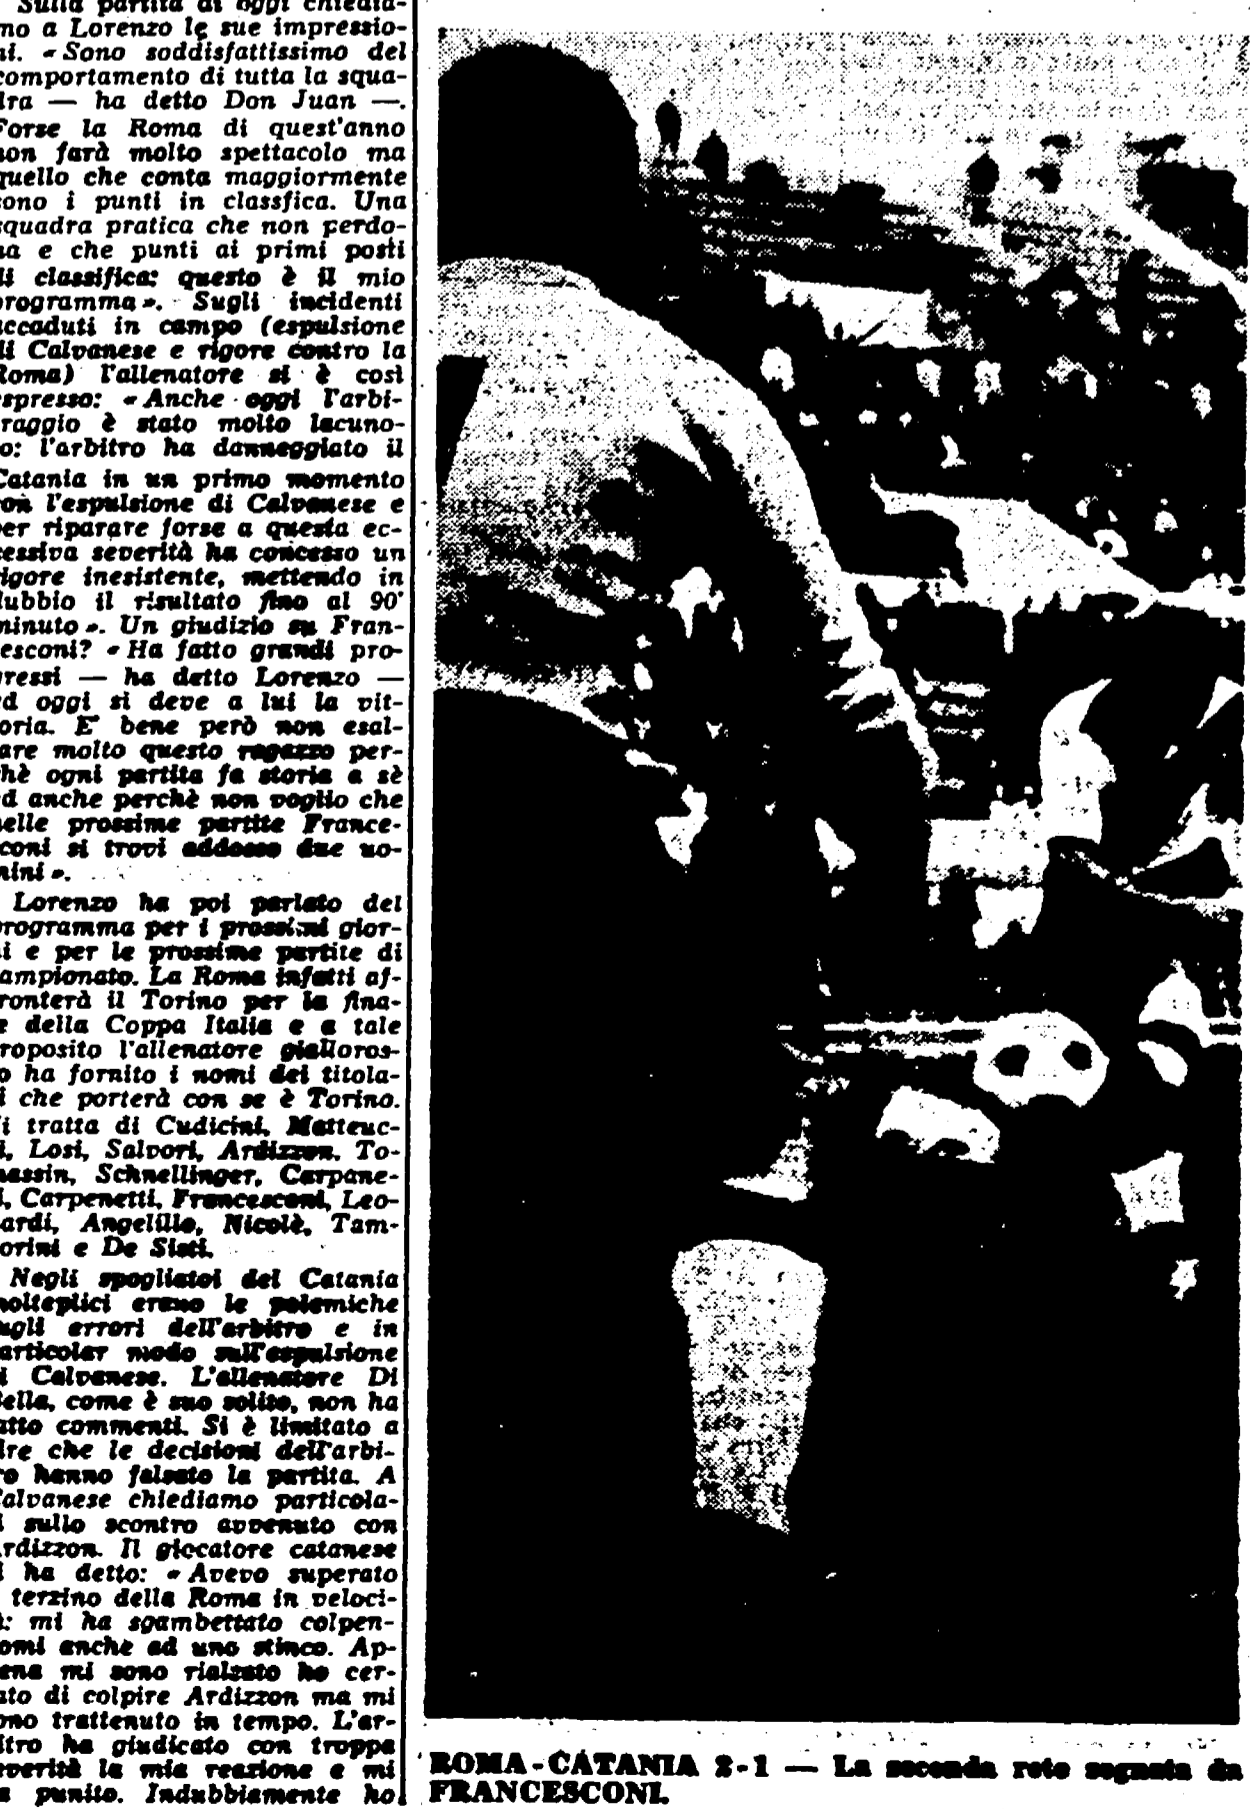 Sulla partita di oggi chiedia-
mo a Lorenzo le sue impressio-
ni. «Sono soddisfattissimo del
comportamento di tutta la squa-
dra — ha detto Don Juan —.
Forse la Roma di quest'anno
non farà molto spettacolo ma
quello che conta maggiormente
sono i punti in classfica. Una
squadra pratica che non perdo-
na e che punti ai primi posti
di classifica: questo è il mio
programma». Sugli incidenti
accaduti in campo (espulsione
di Calvanese e rigore contro la
Roma) l'allenatore si è così
espresso: «Anche oggi l'arbi-
traggio è stato molto lacuno-
so: l'arbitro ha danneggiato il
Catania in un primo momento
con l'espulsione di Calvanese e
per riparare forse a questa ec-
cessiva severità ha concesso un
rigore inesistente, mettendo in
dubbio il risultato fino al 90'
minuto». Un giudizio su Fran-
cesconi? «Ha fatto grandi pro-
gressi — ha detto Lorenzo —
ed oggi si deve a lui la vit-
toria. E' bene però non esal-
tare molto questo ragazzo per-
chè ogni partita fa storia a sè
ed anche perchè non voglio che
nelle prossime partite France-
sconi si trovi addosso due uo-
mini».
Lorenzo ha poi parlato del
programma per i prossimi gior-
ni e per le prossime partite di
campionato. La Roma infatti af-
fronterà il Torino per la fina-
le della Coppa Italia e a tale
proposito l'allenatore gialloros-
so ha fornito i nomi dei titola-
ri che porterà con se è Torino.
Si tratta di Cudicini, Matteuc-
ci, Losi, Salvori, Ardizzon, To-
massin, Schnellinger, Carpane-
si, Carpenetti, Francesconi, Leo-
nardi, Angelillo, Nicolè, Tam-
borini e De Sisti.
Negli spogliatoi del Catania
molteplici erano le polemiche
sugli errori dell'arbitro e in
particolar modo sull'espulsione
di Calvanese. L'allenatore Di
Bella, come è suo solito, non ha
fatto commenti. Si è limitato a
dire che le decisioni dell'arbi-
tro hanno falsato la partita. A
Calvanese chiediamo particola-
ri sullo scontro avvenuto con
Ardizzon. Il giocatore catanese
ci ha detto: «Avevo superato
il terzino della Roma in veloci-
tà: mi ha sgambettato colpen-
domi anche ad uno stinco. Ap-
pena mi sono rialzato ho cer-
cato di colpire Ardizzon ma mi
sono trattenuto in tempo. L'ar-
bitro ha giudicato con troppa
severità la mia reazione e mi
ha punito. Indubbiamente ho
ROMA-CATANIA 2-1 — La seconda rete segnata da
FRANCESCONI.